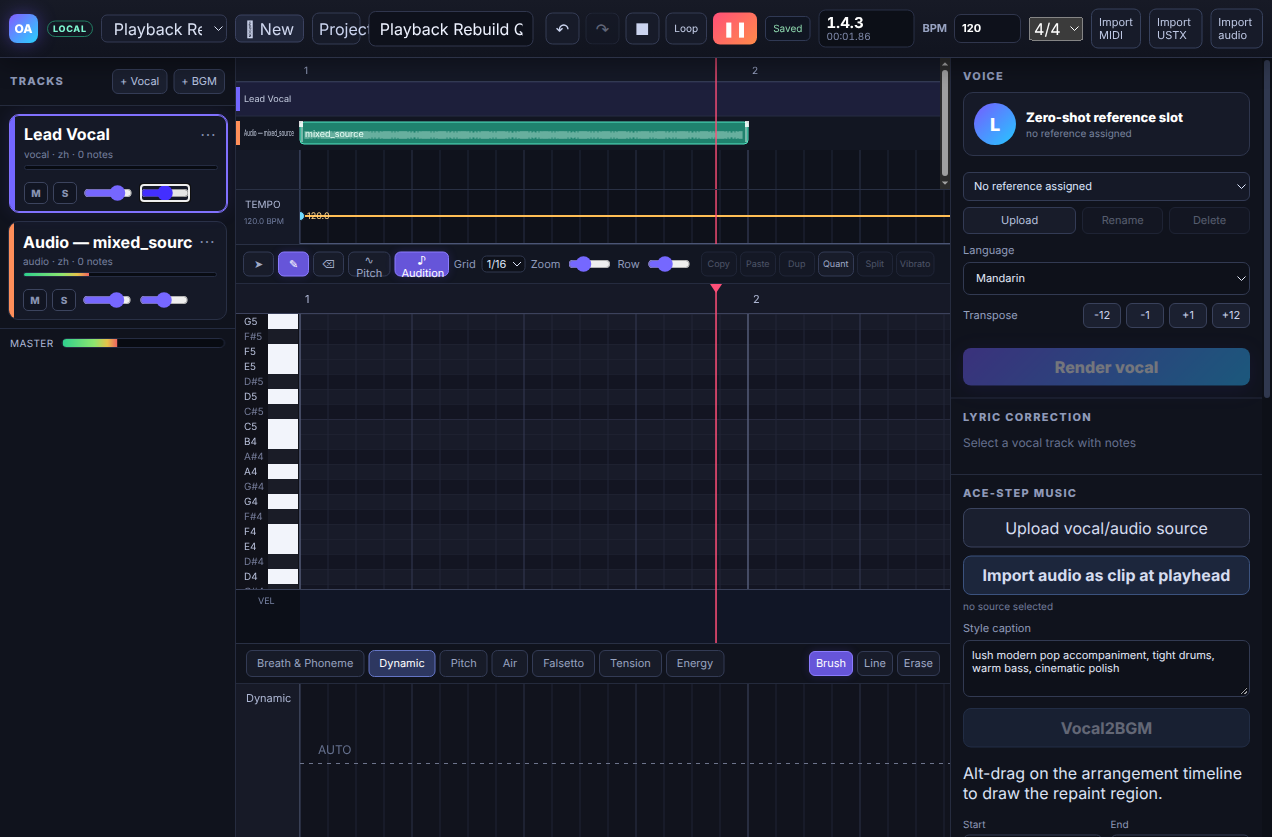 OA
LOCAL
Playback Re
New
Project
Playback Rebuild Q
Loop
Saved
1.4.3
00:01.86
BPM
120
4/4
Import MIDI
Import USTX
Import audio
TRACKS
+ Vocal
+ BGM
Lead Vocal
vocal · zh · 0 notes
M
S
Audio — mixed_sourc
audio · zh · 0 notes
M
S
MASTER
1
2
Lead Vocal
Audio — mixed_source
mixed_source
TEMPO
120.0 BPM
120.0
Pitch
Audition
Grid
1/16
Zoom
Row
Copy
Paste
Dup
Quant
Split
Vibrato
1
2
G5
F#5
F5
E5
D#5
D5
C#5
C5
B4
A#4
A4
G#4
G4
F#4
F4
E4
D#4
D4
VEL
Breath & Phoneme
Dynamic
Pitch
Air
Falsetto
Tension
Energy
Brush
Line
Erase
Dynamic
AUTO
VOICE
L
Zero-shot reference slot
no reference assigned
No reference assigned
Upload
Rename
Delete
Language
Mandarin
Transpose
-12
-1
+1
+12
Render vocal
LYRIC CORRECTION
Select a vocal track with notes
ACE-STEP MUSIC
Upload vocal/audio source
Import audio as clip at playhead
no source selected
Style caption
lush modern pop accompaniment, tight drums,
warm bass, cinematic polish
Vocal2BGM
Alt-drag on the arrangement timeline
to draw the repaint region.
Start
End